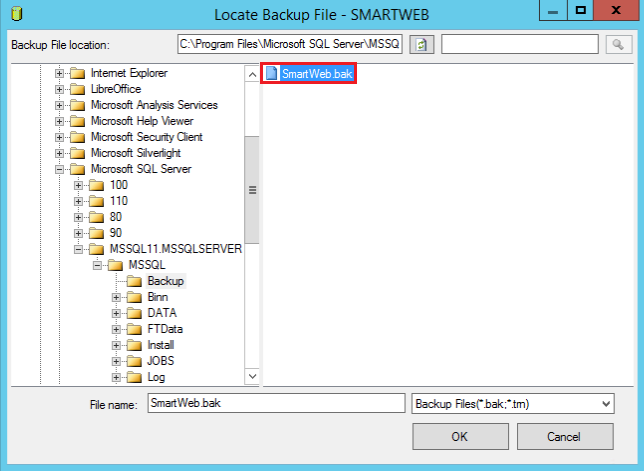 Locate Backup File - SMARTWEB
Backup File location:
C:\Program Files\Microsoft SQL Server\MSSQ
Internet Explorer
LibreOffice
Microsoft Analysis Services
Microsoft Help Viewer
Microsoft Security Client
Microsoft Silverlight
Microsoft SQL Server
100
110
80
90
MSSQL11.MSSQLSERVER
MSSQL
Backup
Binn
DATA
FTData
Install
JOBS
Log
SmartWeb.bak
File name:
SmartWeb.bak
Backup Files(*.bak;*.trn)
OK
Cancel